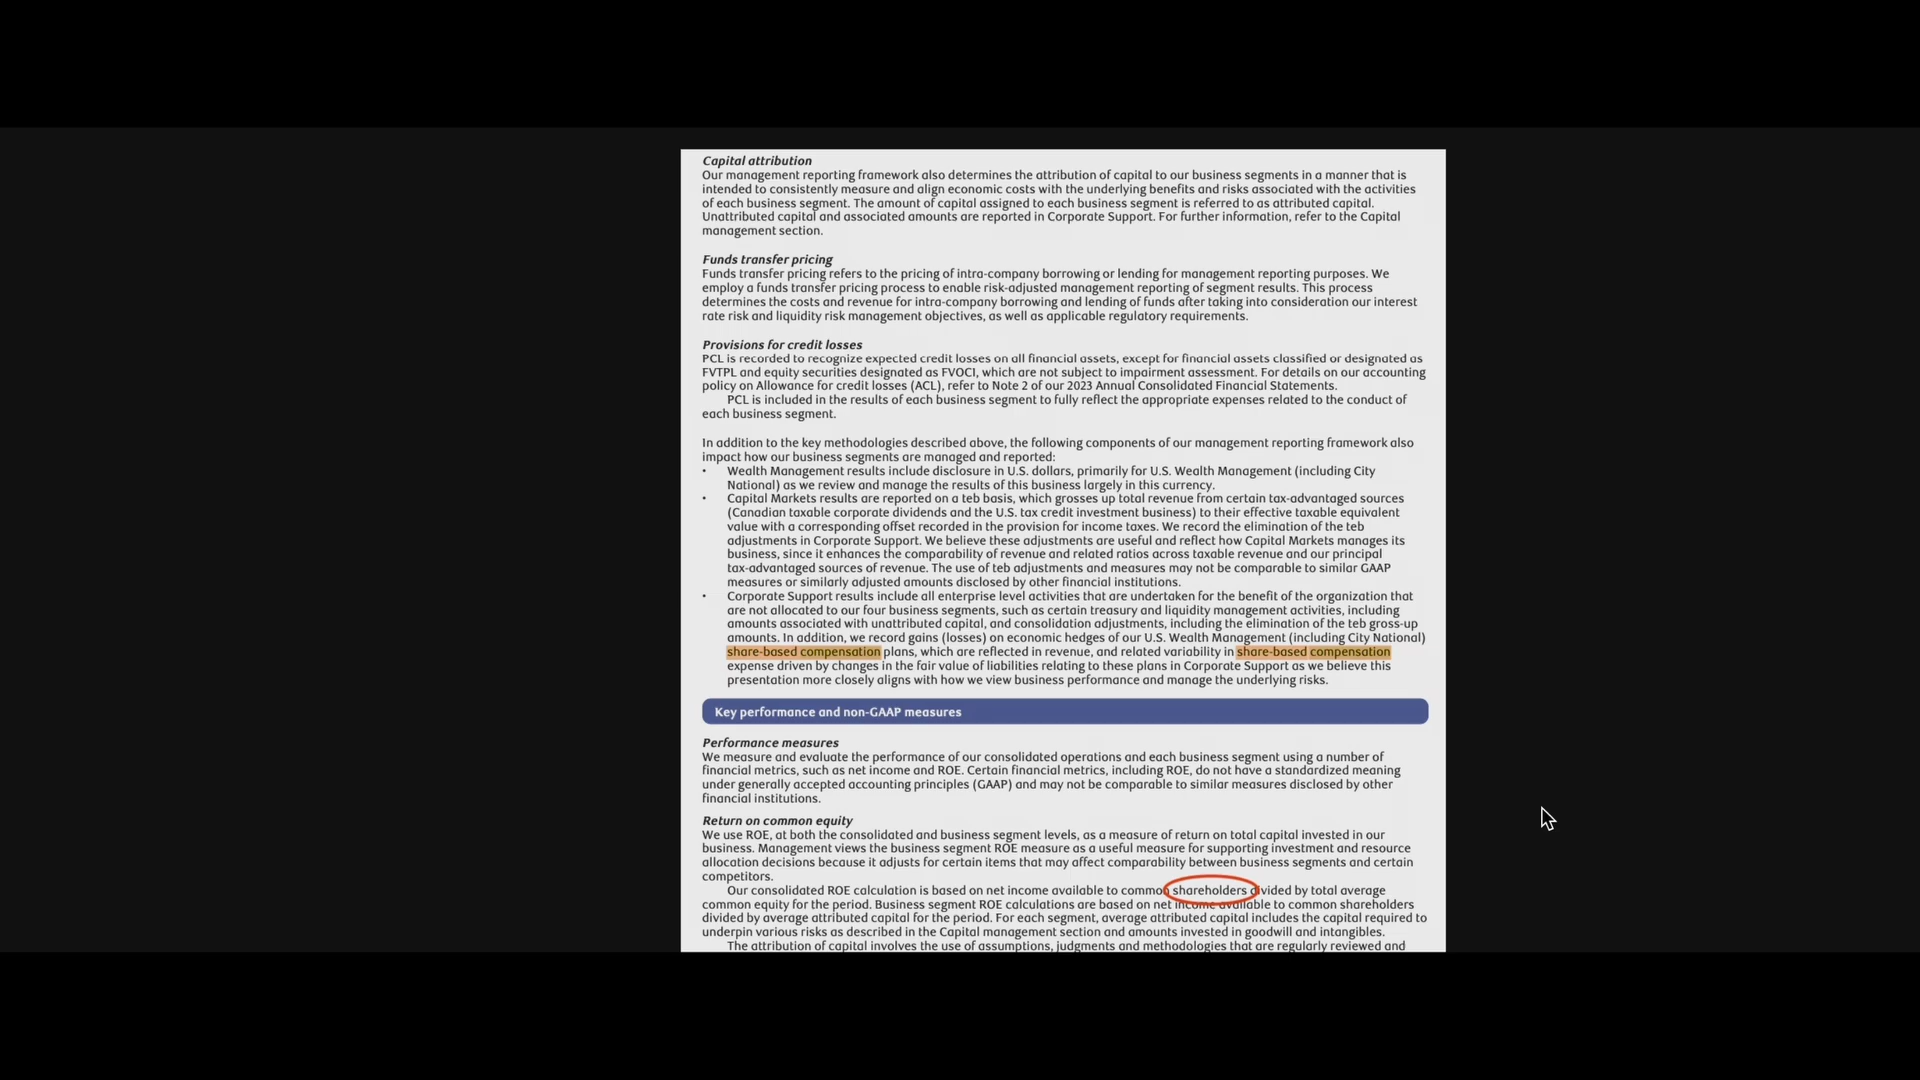 Capital attribution
Our management reporting framework also determines the attribution of capital to our business segments in a manner that is
intended to consistently measure and align economic costs with the underlying benefits and risks associated with the activities
of each business segment. The amount of capital assigned to each business segment is referred to as attributed capital.
Unattributed capital and associated amounts are reported in Corporate Support. For further information, refer to the Capital
management section.
Funds transfer pricing
Funds transfer pricing refers to the pricing of intra-company borrowing or lending for management reporting purposes. We
employ a funds transfer pricing process to enable risk-adjusted management reporting of segment results. This process
determines the costs and revenue for intra-company borrowing and lending of funds after taking into consideration our interest
rate risk and liquidity risk management objectives, as well as applicable regulatory requirements.
Provisions for credit losses
PCL is recorded to recognize expected credit losses on all financial assets, except for financial assets classified or designated as
FVTPL and equity securities designated as FVOCI, which are not subject to impairment assessment. For details on our accounting
policy on Allowance for credit losses (ACL), refer to Note 2 of our 2023 Annual Consolidated Financial Statements.
PCL is included in the results of each business segment to fully reflect the appropriate expenses related to the conduct of
each business segment.
In addition to the key methodologies described above, the following components of our management reporting framework also
impact how our business segments are managed and reported:
• Wealth Management results include disclosure in U.S. dollars, primarily for U.S. Wealth Management (including City
National) as we review and manage the results of this business largely in this currency.
• Capital Markets results are reported on a teb basis, which grosses up total revenue from certain tax-advantaged sources
(Canadian taxable corporate dividends and the U.S. tax credit investment business) to their effective taxable equivalent
value with a corresponding offset recorded in the provision for income taxes. We record the elimination of the teb
adjustments in Corporate Support. We believe these adjustments are useful and reflect how Capital Markets manages its
business, since it enhances the comparability of revenue and related ratios across taxable revenue and our principal
tax-advantaged sources of revenue. The use of teb adjustments and measures may not be comparable to similar GAAP
measures or similarly adjusted amounts disclosed by other financial institutions.
• Corporate Support results include all enterprise level activities that are undertaken for the benefit of the organization that
are not allocated to our four business segments, such as certain treasury and liquidity management activities, including
amounts associated with unattributed capital, and consolidation adjustments, including the elimination of the teb gross-up
amounts. In addition, we record gains (losses) on economic hedges of our U.S. Wealth Management (including City National)
share-based compensation plans, which are reflected in revenue, and related variability in share-based compensation
expense driven by changes in the fair value of liabilities relating to these plans in Corporate Support as we believe this
presentation more closely aligns with how we view business performance and manage the underlying risks.
Key performance and non-GAAP measures
Performance measures
We measure and evaluate the performance of our consolidated operations and each business segment using a number of
financial metrics, such as net income and ROE. Certain financial metrics, including ROE, do not have a standardized meaning
under generally accepted accounting principles (GAAP) and may not be comparable to similar measures disclosed by other
financial institutions.
Return on common equity
We use ROE, at both the consolidated and business segment levels, as a measure of return on total capital invested in our
business. Management views the business segment ROE measure as a useful measure for supporting investment and resource
allocation decisions because it adjusts for certain items that may affect comparability between business segments and certain
competitors.
Our consolidated ROE calculation is based on net income available to common shareholders divided by total average
common equity for the period. Business segment ROE calculations are based on net income available to common shareholders
divided by average attributed capital for the period. For each segment, average attributed capital includes the capital required to
underpin various risks as described in the Capital management section and amounts invested in goodwill and intangibles.
The attribution of capital involves the use of assumptions, judgments and methodologies that are regularly reviewed and